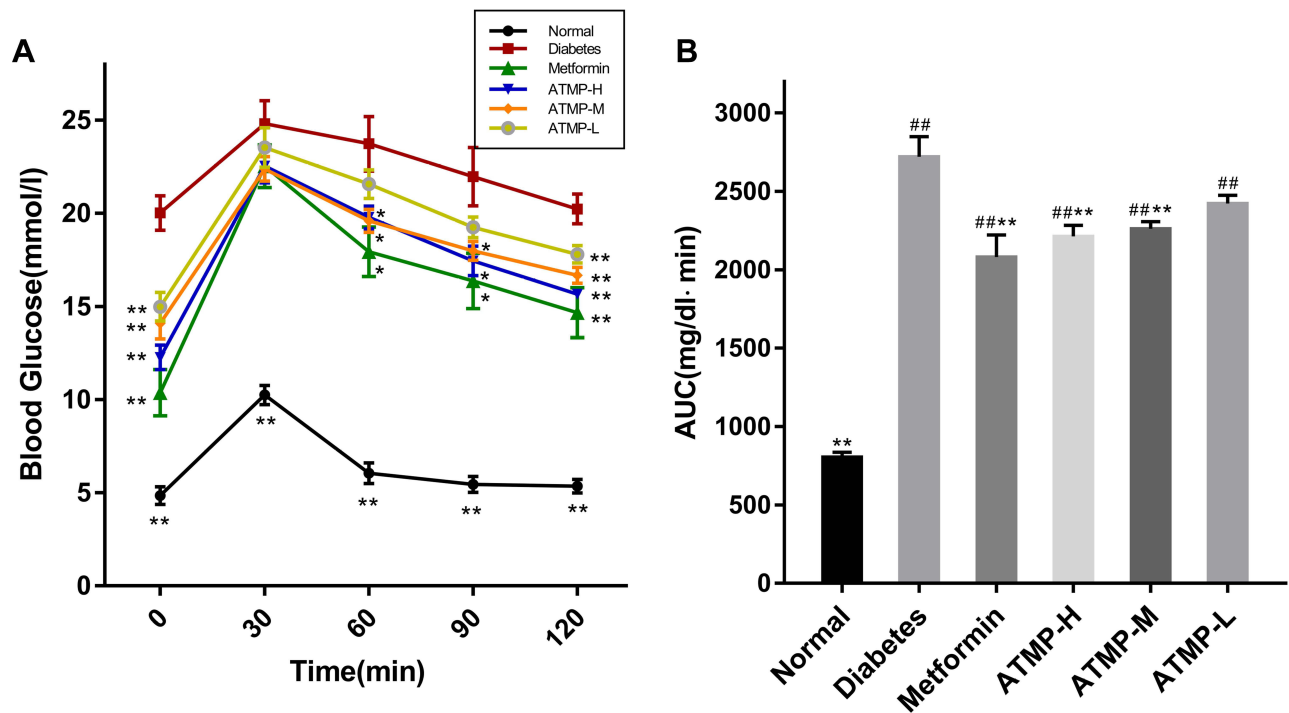 A
Normal
Diabetes
Metformin
ATMP-H
ATMP-M
ATMP-L
Blood Glucose(mmol/l)
25
20
15
10
5
0
**
**
**
**
**
**
*
*
*
**
*
*
*
**
**
**
**
**
**
0
30
60
90
120
Time(min)
B
AUC(mg/dl· min)
3000
2500
2000
1500
1000
500
0
**
##
##**
##**
##**
##
Normal
Diabetes
Metformin
ATMP-H
ATMP-M
ATMP-L